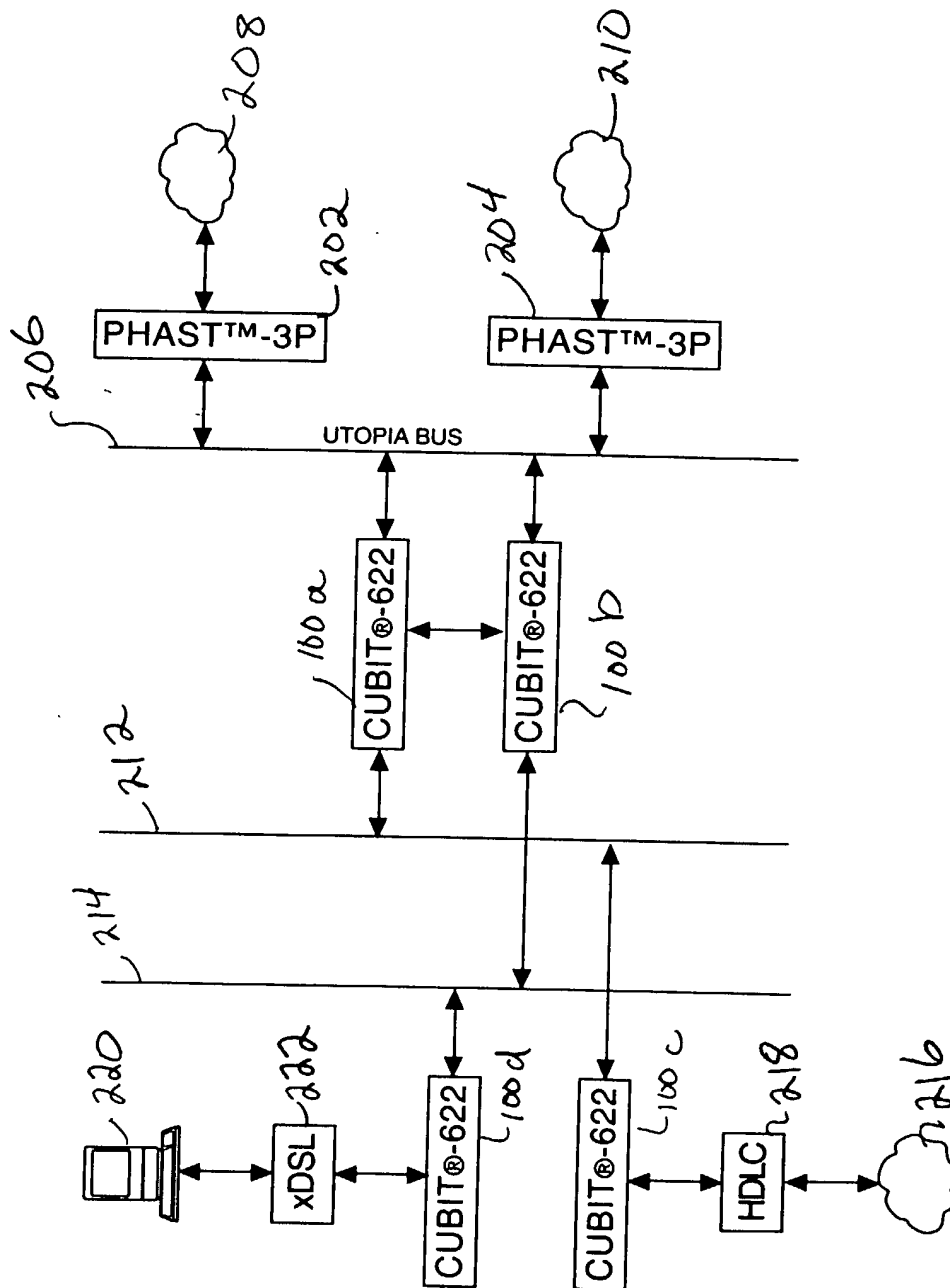 208
210
202
204
PHAST™-3P
PHAST™-3P
206
UTOPIA BUS
100a
CUBIT®-622
CUBIT®-622
100b
212
214
220
222
xDSL
100d
CUBIT®-622
100c
CUBIT®-622
HDLC
218
216